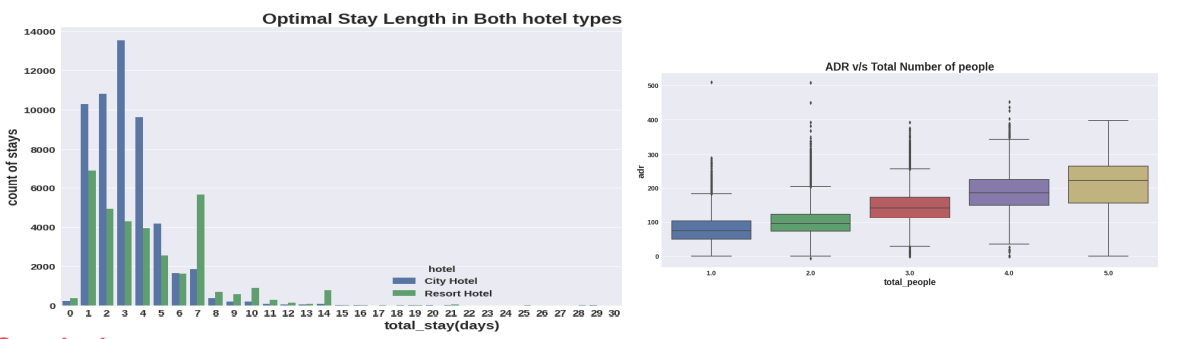 Optimal Stay Length in Both hotel types
14000
12000
10000
8000
6000
4000
2000
0
count of stays
hotel
City Hotel
Resort Hotel
0 1 2 3 4 5 6 7 8 9 10 11 12 13 14 15 16 17 18 19 20 21 22 23 24 25 26 27 28 29 30
total_stay(days)
ADR v/s Total Number of people
500
400
300
200
100
0
adr
1.0 2.0 3.0 4.0 5.0
total_people